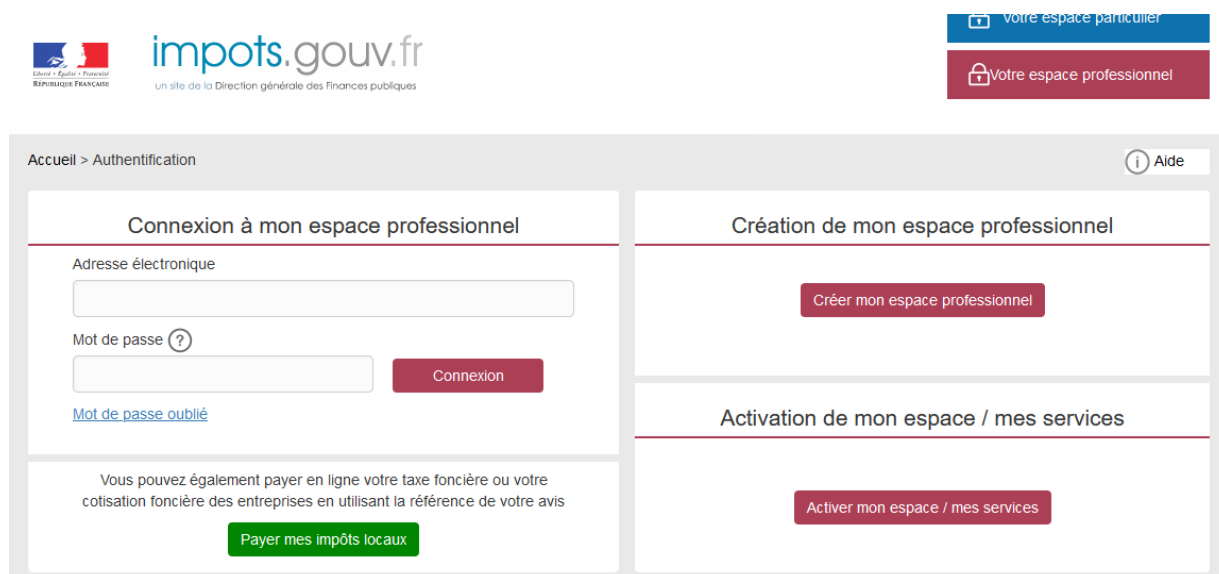 Votre espace particulier
Liberté • Égalité • Fraternité
RÉPUBLIQUE FRANÇAISE
impots.gouv.fr
un site de la Direction générale des Finances publiques
Votre espace professionnel
Accueil > Authentification
i Aide
Connexion à mon espace professionnel
Adresse électronique
Mot de passe ?
Connexion
Mot de passe oublié
Vous pouvez également payer en ligne votre taxe foncière ou votre
cotisation foncière des entreprises en utilisant la référence de votre avis
Payer mes impôts locaux
Création de mon espace professionnel
Créer mon espace professionnel
Activation de mon espace / mes services
Activer mon espace / mes services